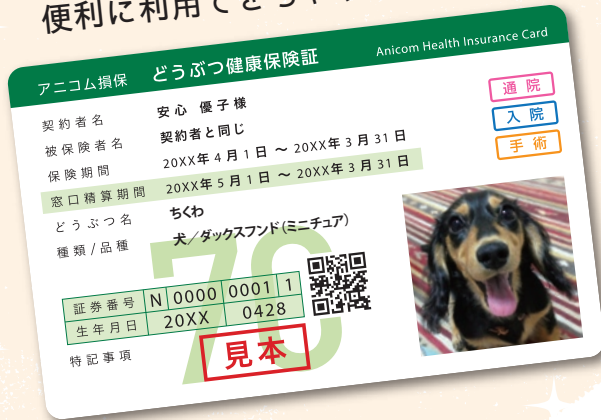 便利に利用できちゃ
アニコム損保 どうぶつ健康保険証 Anicom Health Insurance Card
契約者名 安心 優子様
被保険者名 契約者と同じ
保険期間 20XX年4月1日 〜 20XX年3月31日
窓口精算期間 20XX年5月1日 〜 20XX年3月31日
どうぶつ名 ちくわ
種類/品種 犬/ダックスフンド(ミニチュア)
通院
入院
手術
70
証券番号 N 0000 0001 1
生年月日 20XX 0428
特記事項
見本